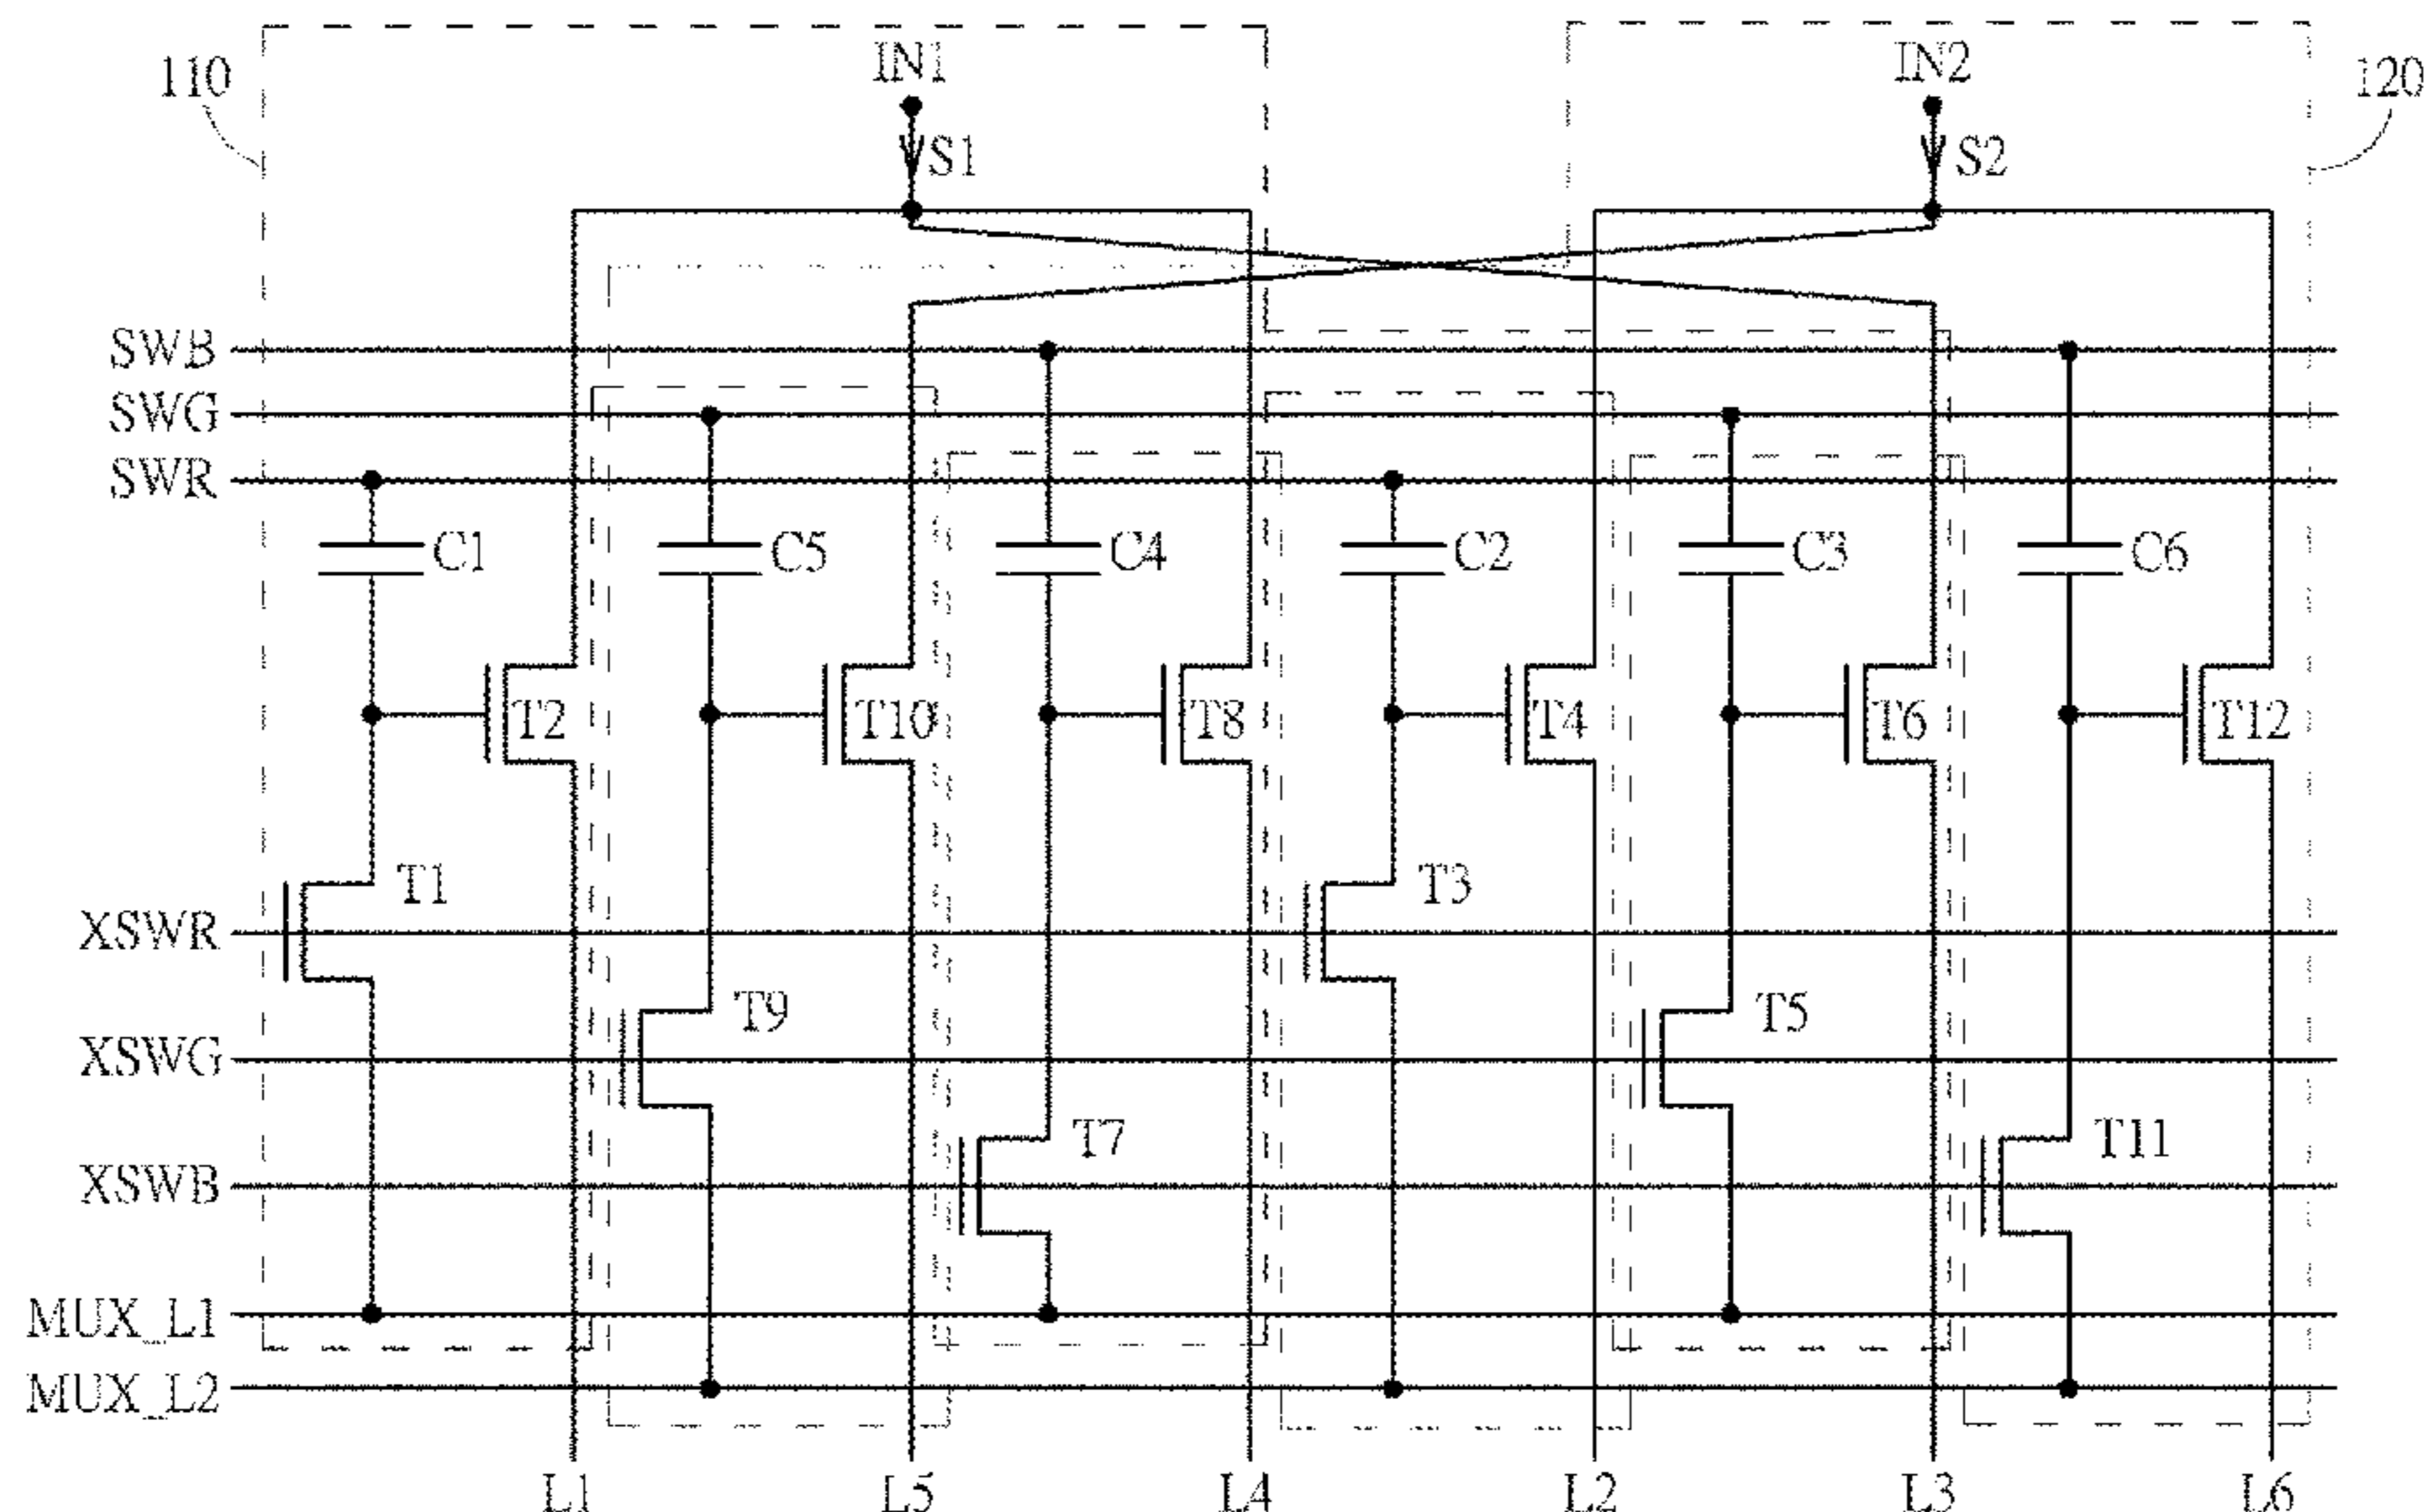 110
IN1
IN2
120
S1
S2
SWB
SWG
SWR
C1
C5
C4
C2
C3
C6
T2
T10
T8
T4
T6
T12
T1
T3
XSWR
T9
T5
XSWG
T7
T11
XSWB
MUX_L1
MUX_L2
L1
L5
L4
L2
L3
L6